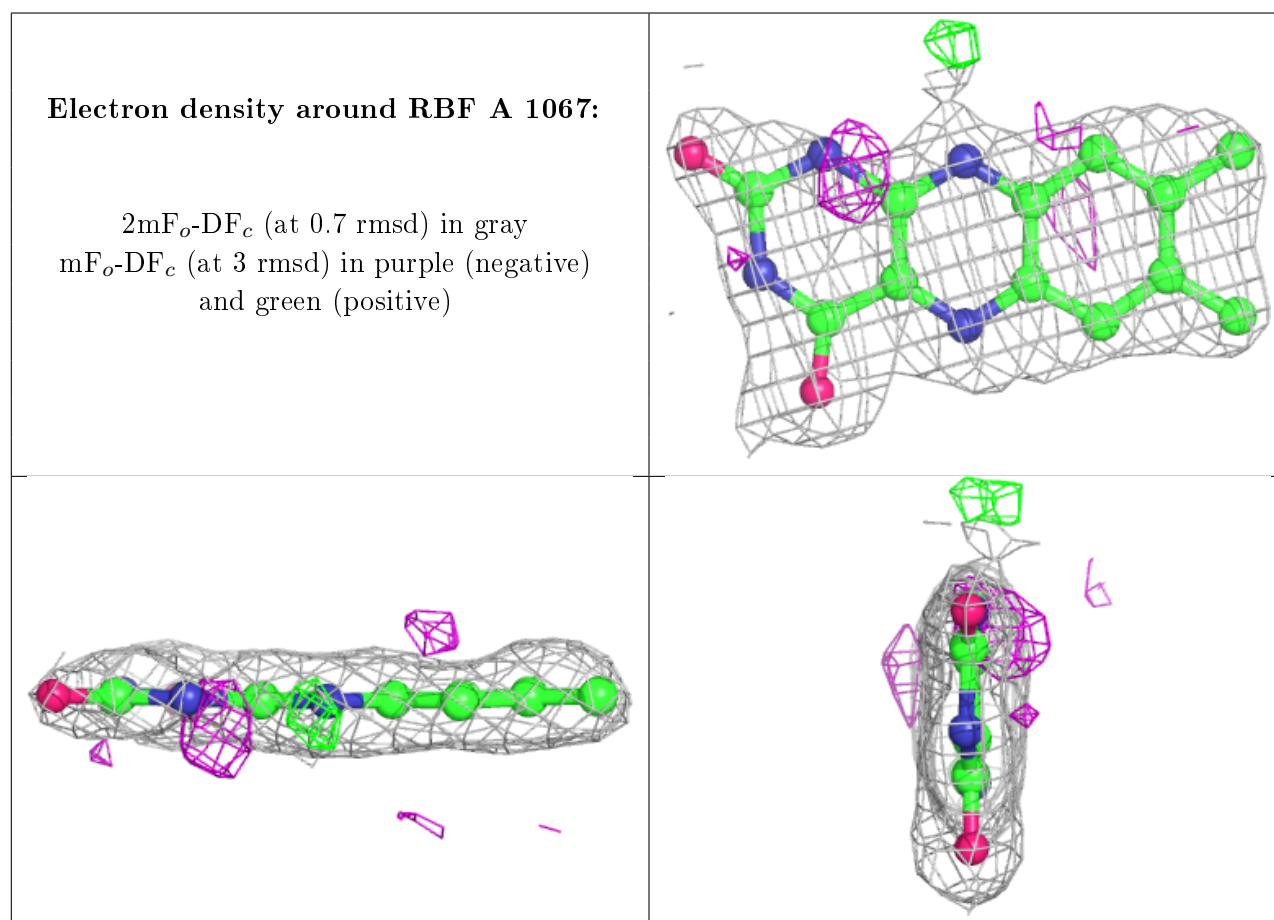 Electron density around RBF A 1067:
2mFo-DFc (at 0.7 rmsd) in gray
mFo-DFc (at 3 rmsd) in purple (negative)
and green (positive)